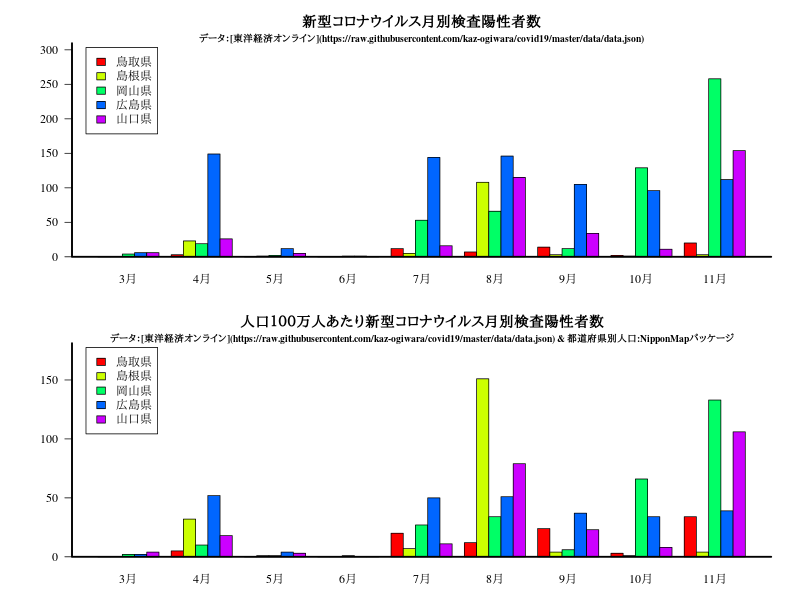 新型コロナウイルス月別検査陽性者数
データ:[東洋経済オンライン](https://raw.githubusercontent.com/kaz-ogiwara/covid19/master/data/data.json)
300
250
200
150
100
50
0
鳥取県
島根県
岡山県
広島県
山口県
3月 4月 5月 6月 7月 8月 9月 10月 11月
人口100万人あたり新型コロナウイルス月別検査陽性者数
データ:[東洋経済オンライン](https://raw.githubusercontent.com/kaz-ogiwara/covid19/master/data/data.json) & 都道府県別人口:NipponMapパッケージ
150
100
50
0
鳥取県
島根県
岡山県
広島県
山口県
3月 4月 5月 6月 7月 8月 9月 10月 11月